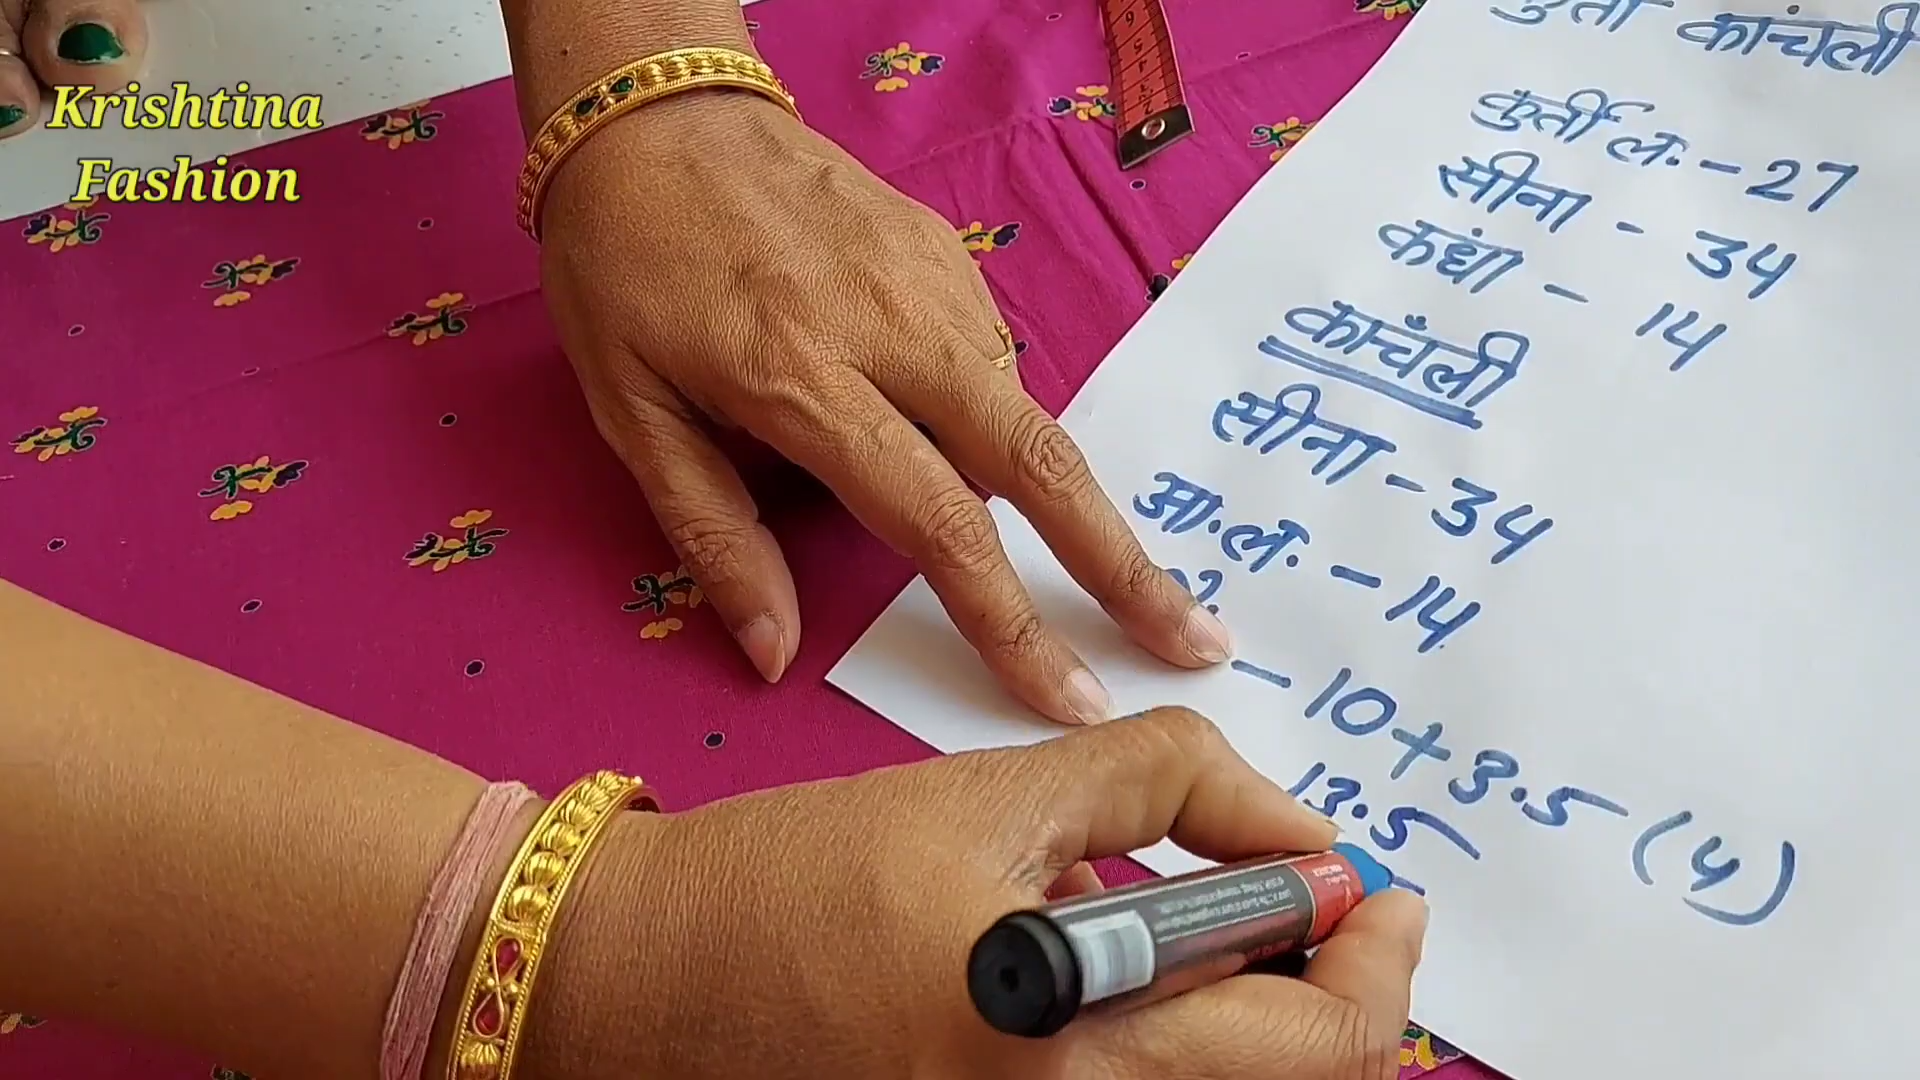 Krishtina
Fashion
कुर्ती कांचली
कुर्ती लं. - 27
सीना - 34
कंधा - 14
कांचली
सीना - 34
आ. लं. - 14
- 10 + 3.5 (4)
13.5